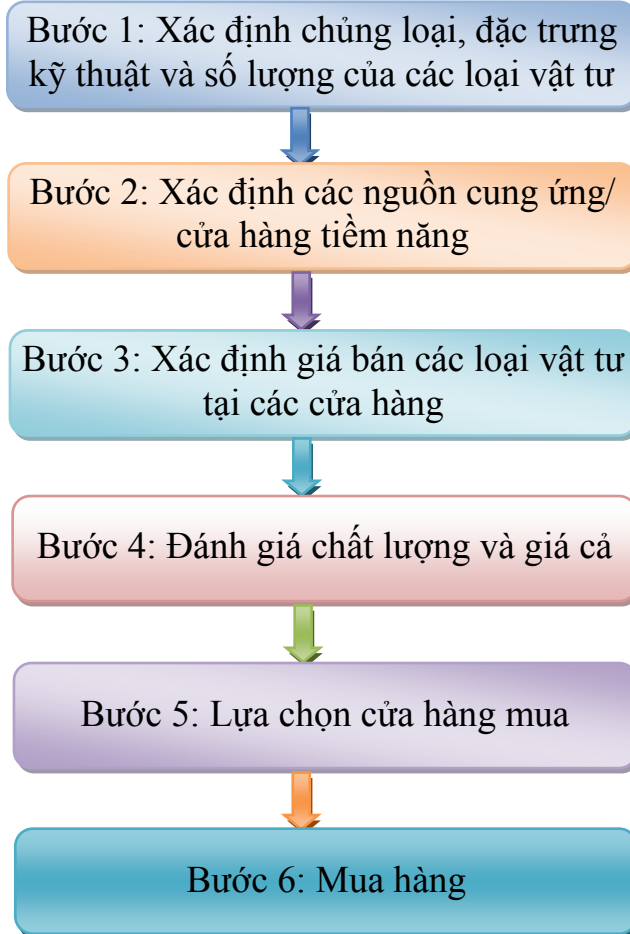 Bước 1: Xác định chủng loại, đặc trưng
kỹ thuật và số lượng của các loại vật tư
Bước 2: Xác định các nguồn cung ứng/
cửa hàng tiềm năng
Bước 3: Xác định giá bán các loại vật tư
tại các cửa hàng
Bước 4: Đánh giá chất lượng và giá cả
Bước 5: Lựa chọn cửa hàng mua
Bước 6: Mua hàng